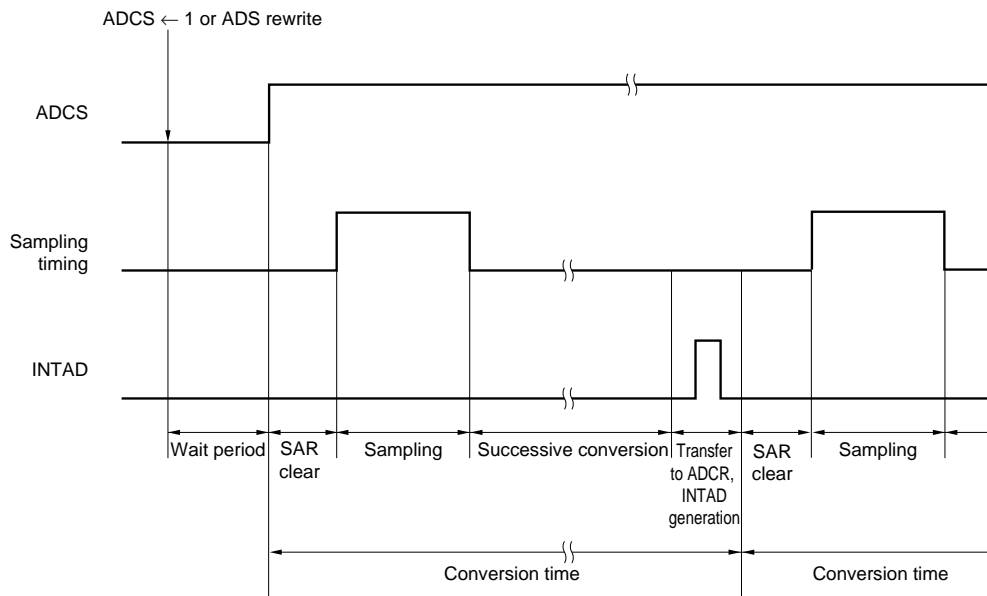 ADCS ← 1 or ADS rewrite
ADCS
Sampling
timing
INTAD
Wait period
SAR
clear
Sampling
Successive conversion
Transfer
to ADCR,
INTAD
generation
SAR
clear
Sampling
Conversion time
Conversion time